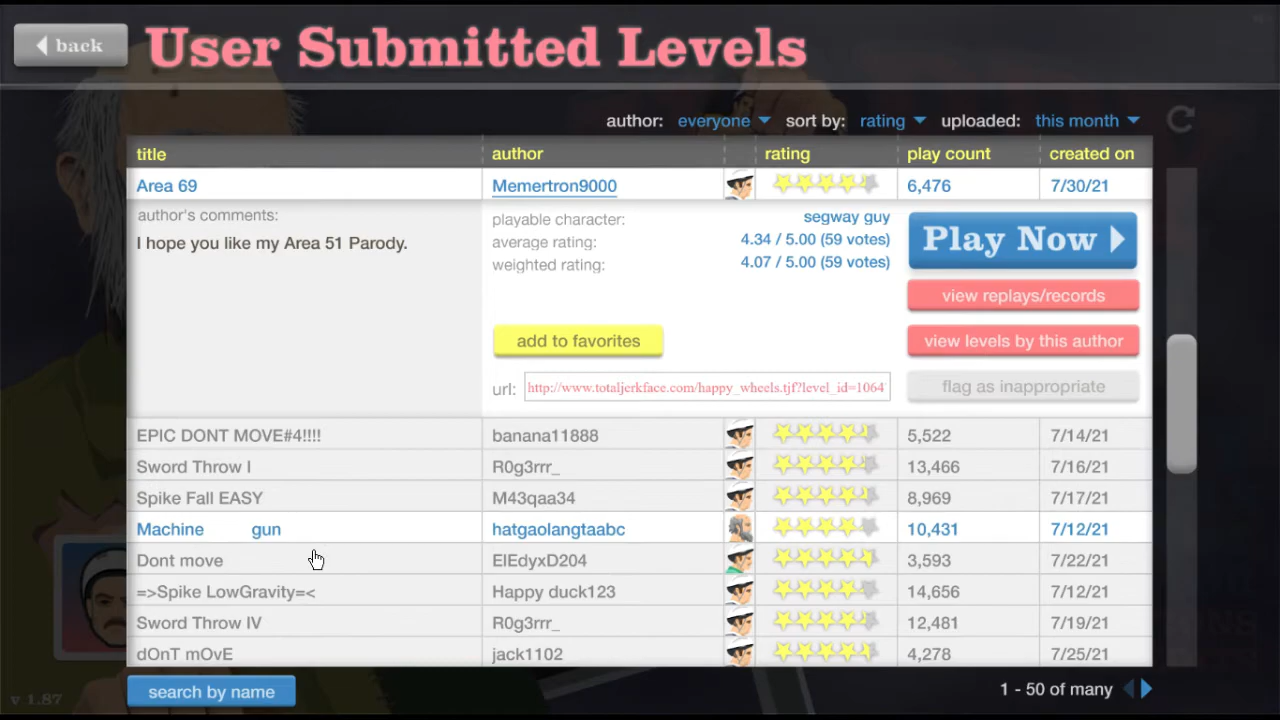 back
User Submitted Levels
author: everyone sort by: rating uploaded: this month
title author rating play count created on
Area 69 Memertron9000 6,476 7/30/21
author's comments:
I hope you like my Area 51 Parody.
playable character: segway guy
average rating: 4.34 / 5.00 (59 votes)
weighted rating: 4.07 / 5.00 (59 votes)
add to favorites
url: http://www.totaljerkface.com/happy_wheels.tjf?level_id=1064
Play Now
view replays/records
view levels by this author
flag as inappropriate
EPIC DONT MOVE#4!!!! banana11888 5,522 7/14/21
Sword Throw I R0g3rrr_ 13,466 7/16/21
Spike Fall EASY M43qaa34 8,969 7/17/21
Machine gun hatgaolangtaabc 10,431 7/12/21
Dont move ElEdyxD204 3,593 7/22/21
=>Spike LowGravity=< Happy duck123 14,656 7/12/21
Sword Throw IV R0g3rrr_ 12,481 7/19/21
dOnT mOvE jack1102 4,278 7/25/21
v 1.87
search by name
1 - 50 of many